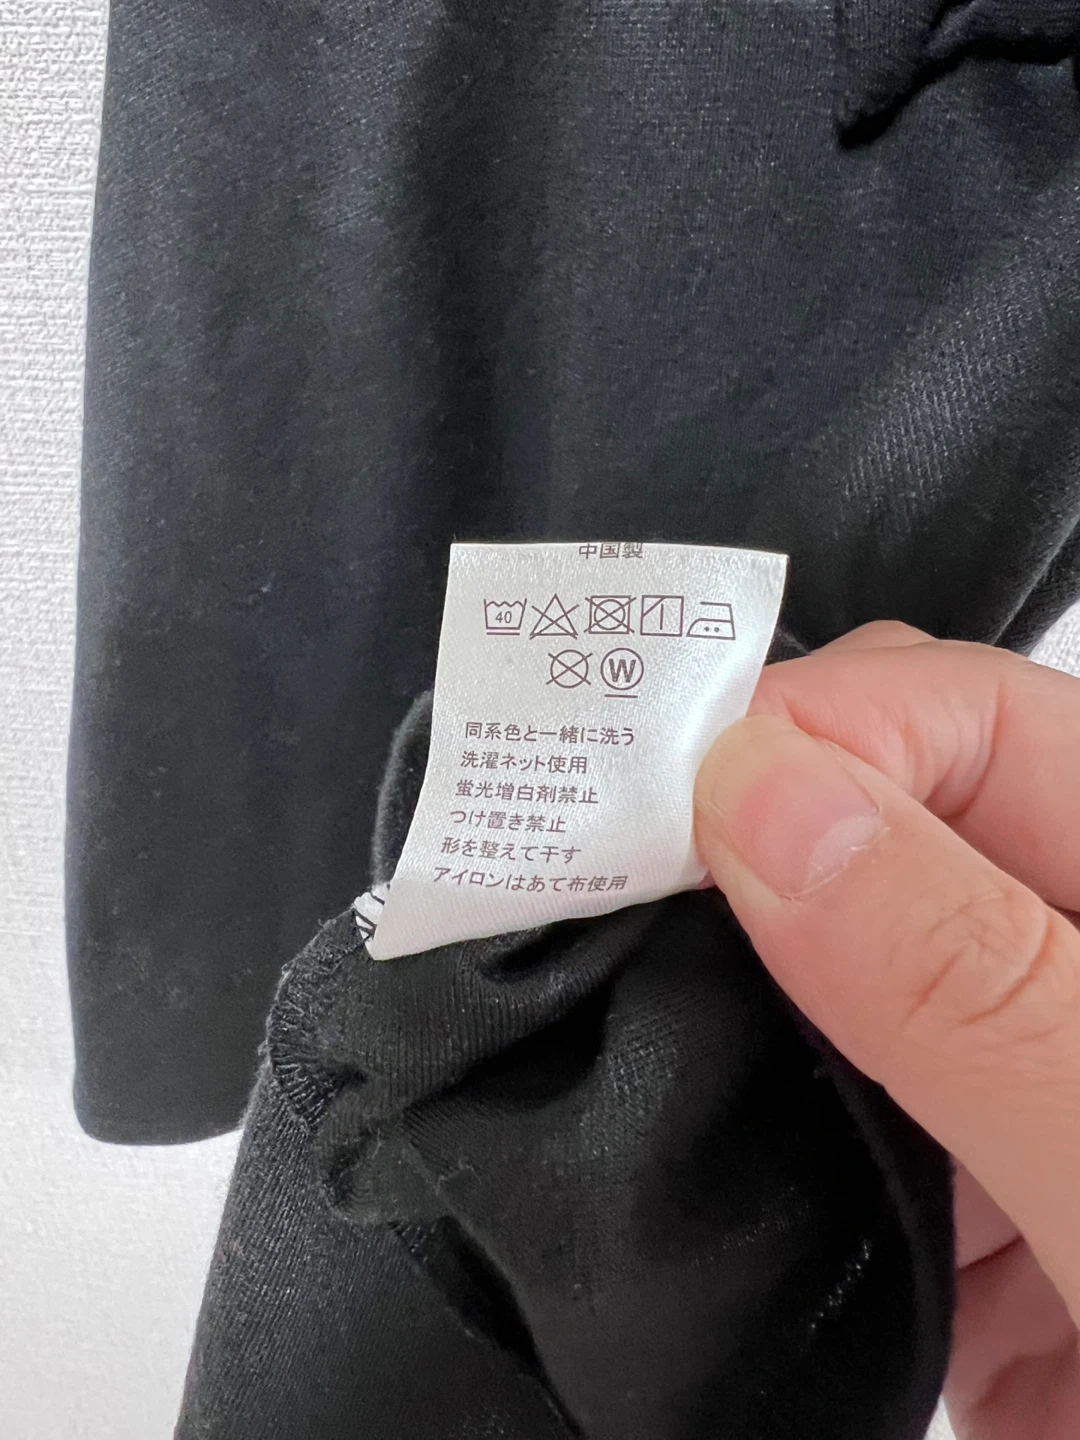 中国製
40
W
同系色と一緒に洗う
洗濯ネット使用
蛍光増白剤禁止
つけ置き禁止
形を整えて干す
アイロンはあて布使用